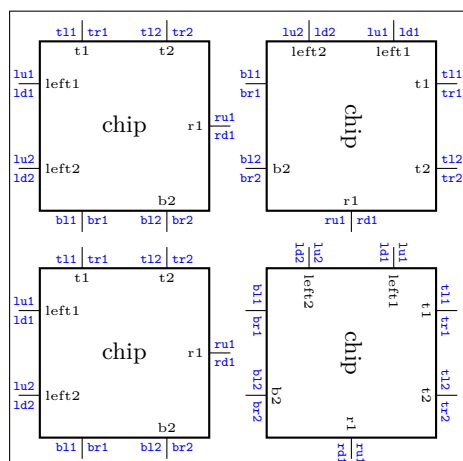 tl1 tr1 tl2 tr2
t1 t2
lu1
ld1
left1
chip
r1
ru1
rd1
lu2
ld2
left2
b2
bl1 br1 bl2 br2
lu2 ld2 lu1 ld1
left2 left1
bl1
br1
t1
tl1
tr1
chip
bl2
br2
b2
t2
tl2
tr2
r1
ru1 rd1
tl1 tr1 tl2 tr2
t1 t2
lu1
ld1
left1
chip
r1
ru1
rd1
lu2
ld2
left2
b2
bl1 br1 bl2 br2
ld2 lu2 ld1 lu1
left2 left1
bl1
br1
t1
tl1
tr1
chip
bl2
br2
b2
t2
tl2
tr2
r1
rd1 ru1